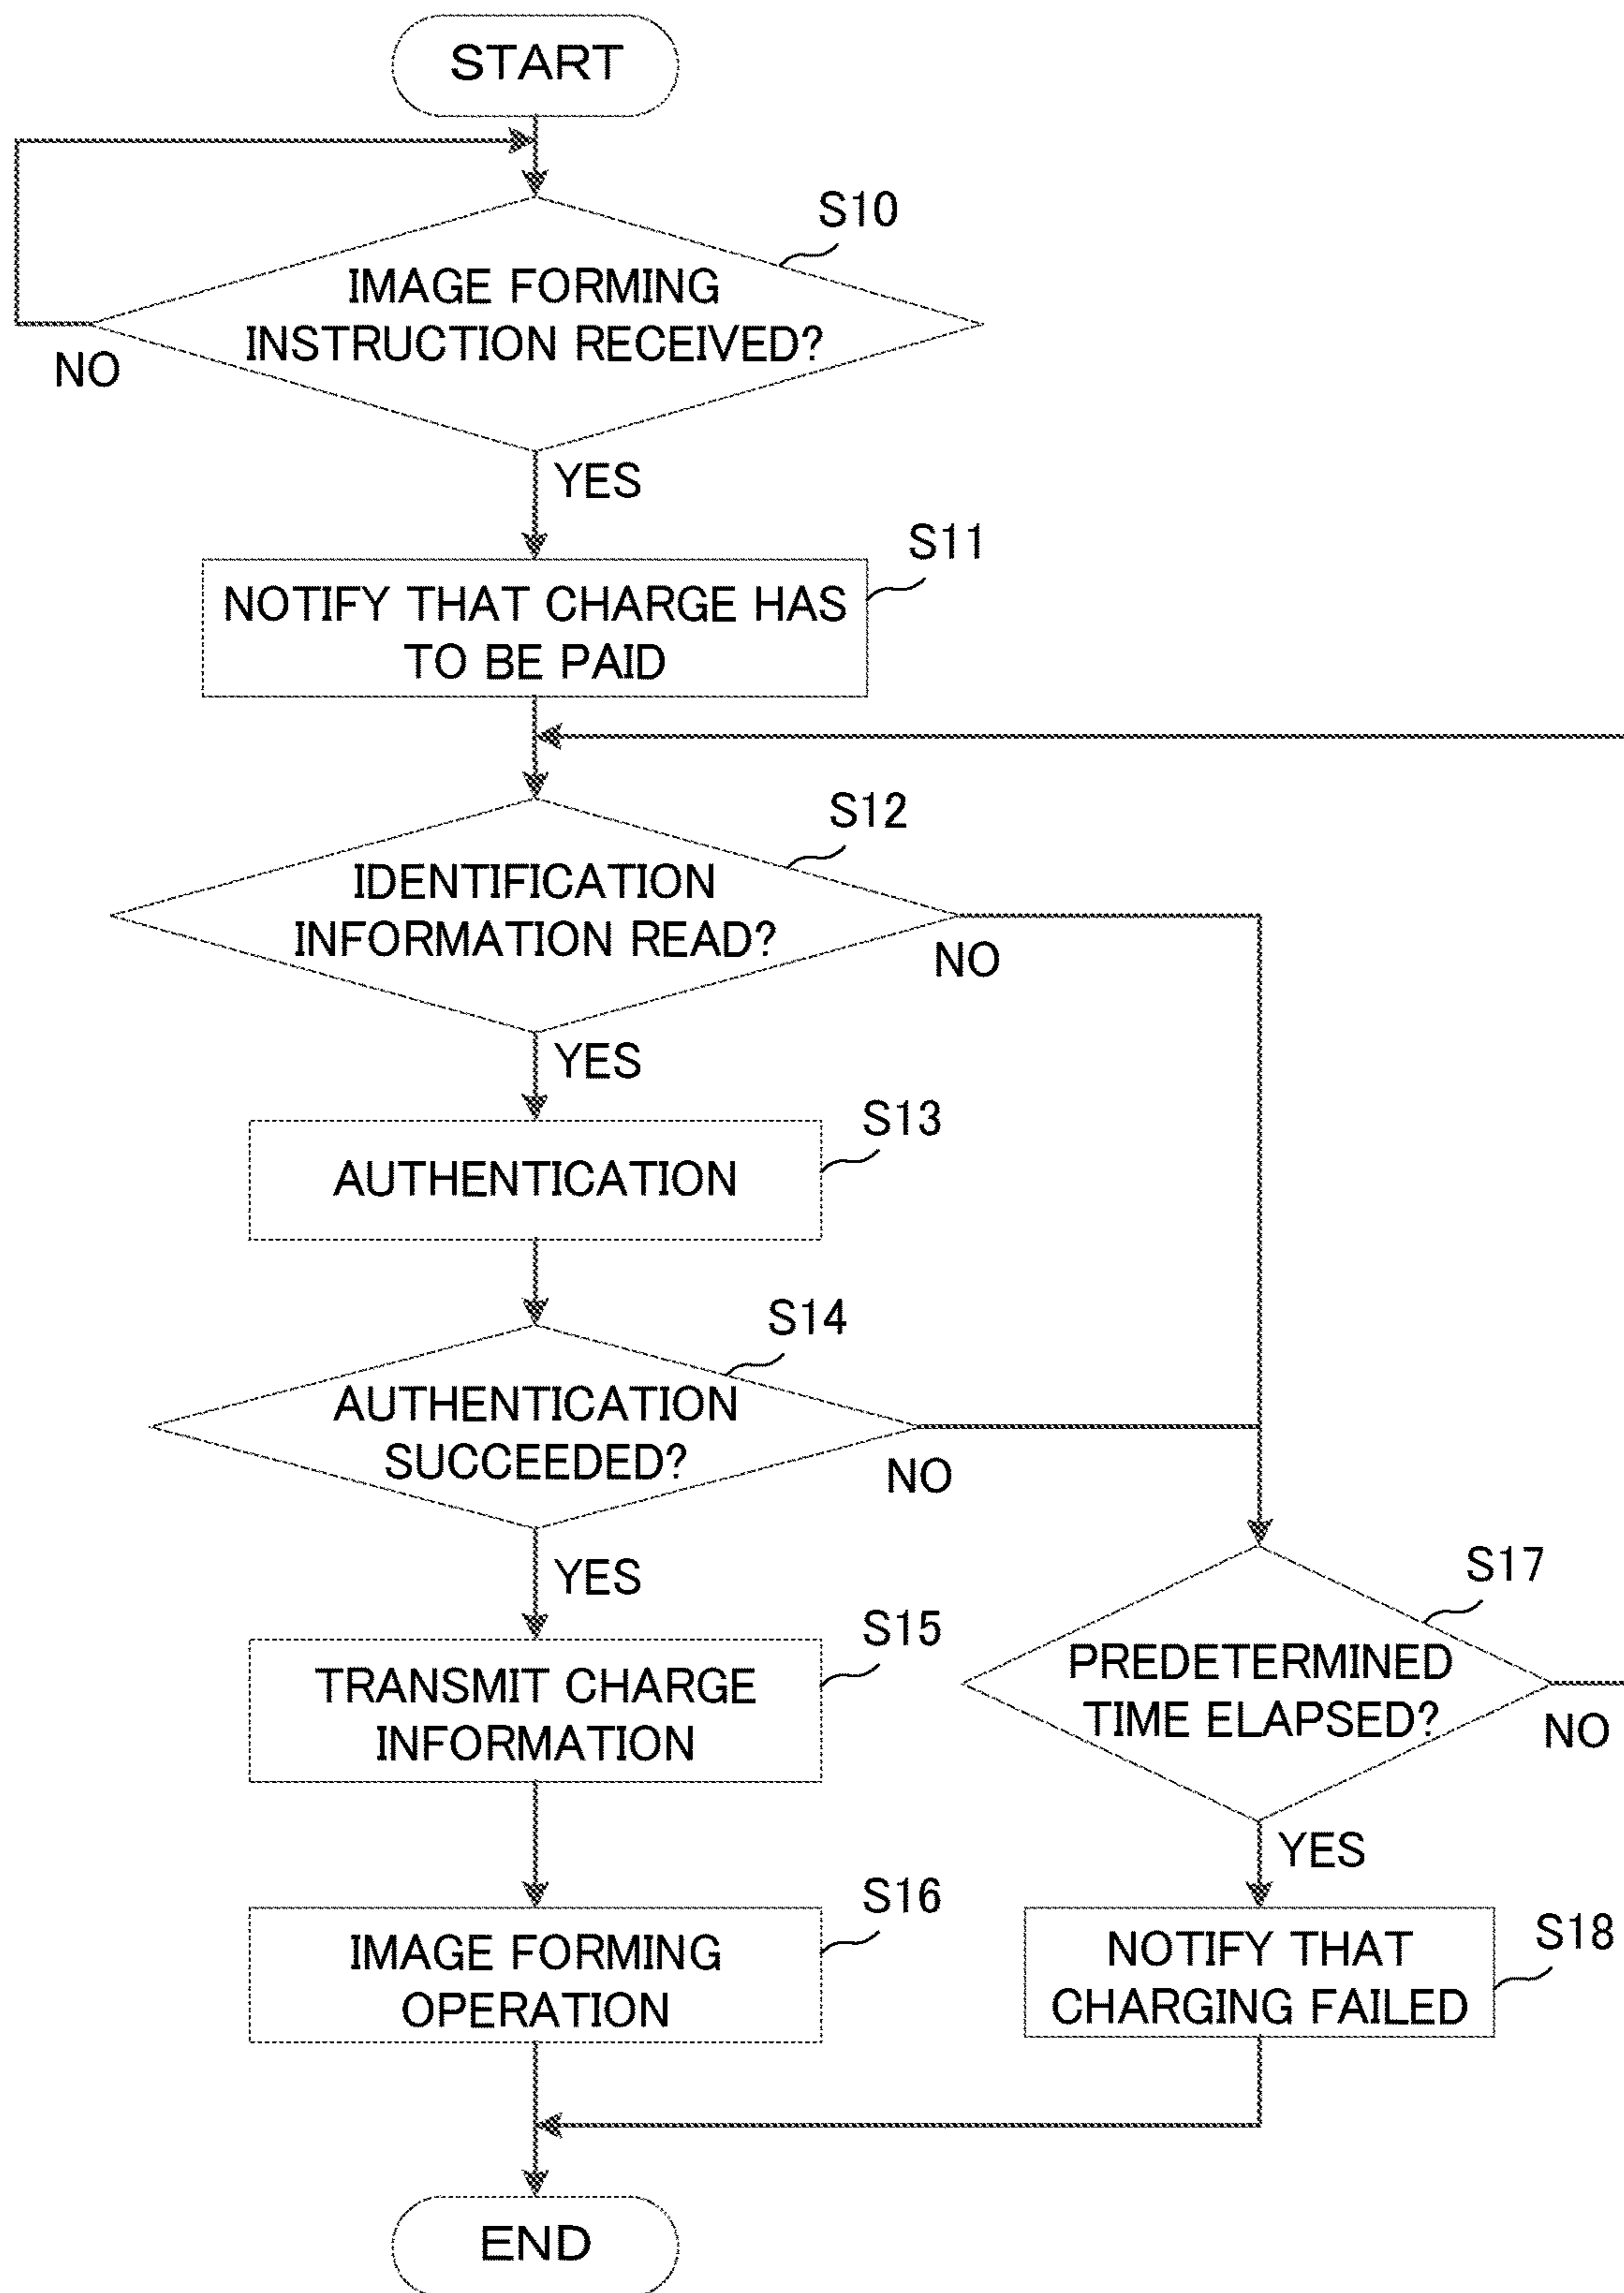 START
S10
IMAGE FORMING
INSTRUCTION RECEIVED?
NO
YES
S11
NOTIFY THAT CHARGE HAS
TO BE PAID
S12
IDENTIFICATION
INFORMATION READ?
NO
YES
S13
AUTHENTICATION
S14
AUTHENTICATION
SUCCEEDED?
NO
YES
S15
TRANSMIT CHARGE
INFORMATION
S17
PREDETERMINED
TIME ELAPSED?
NO
YES
S16
IMAGE FORMING
OPERATION
S18
NOTIFY THAT
CHARGING FAILED
END